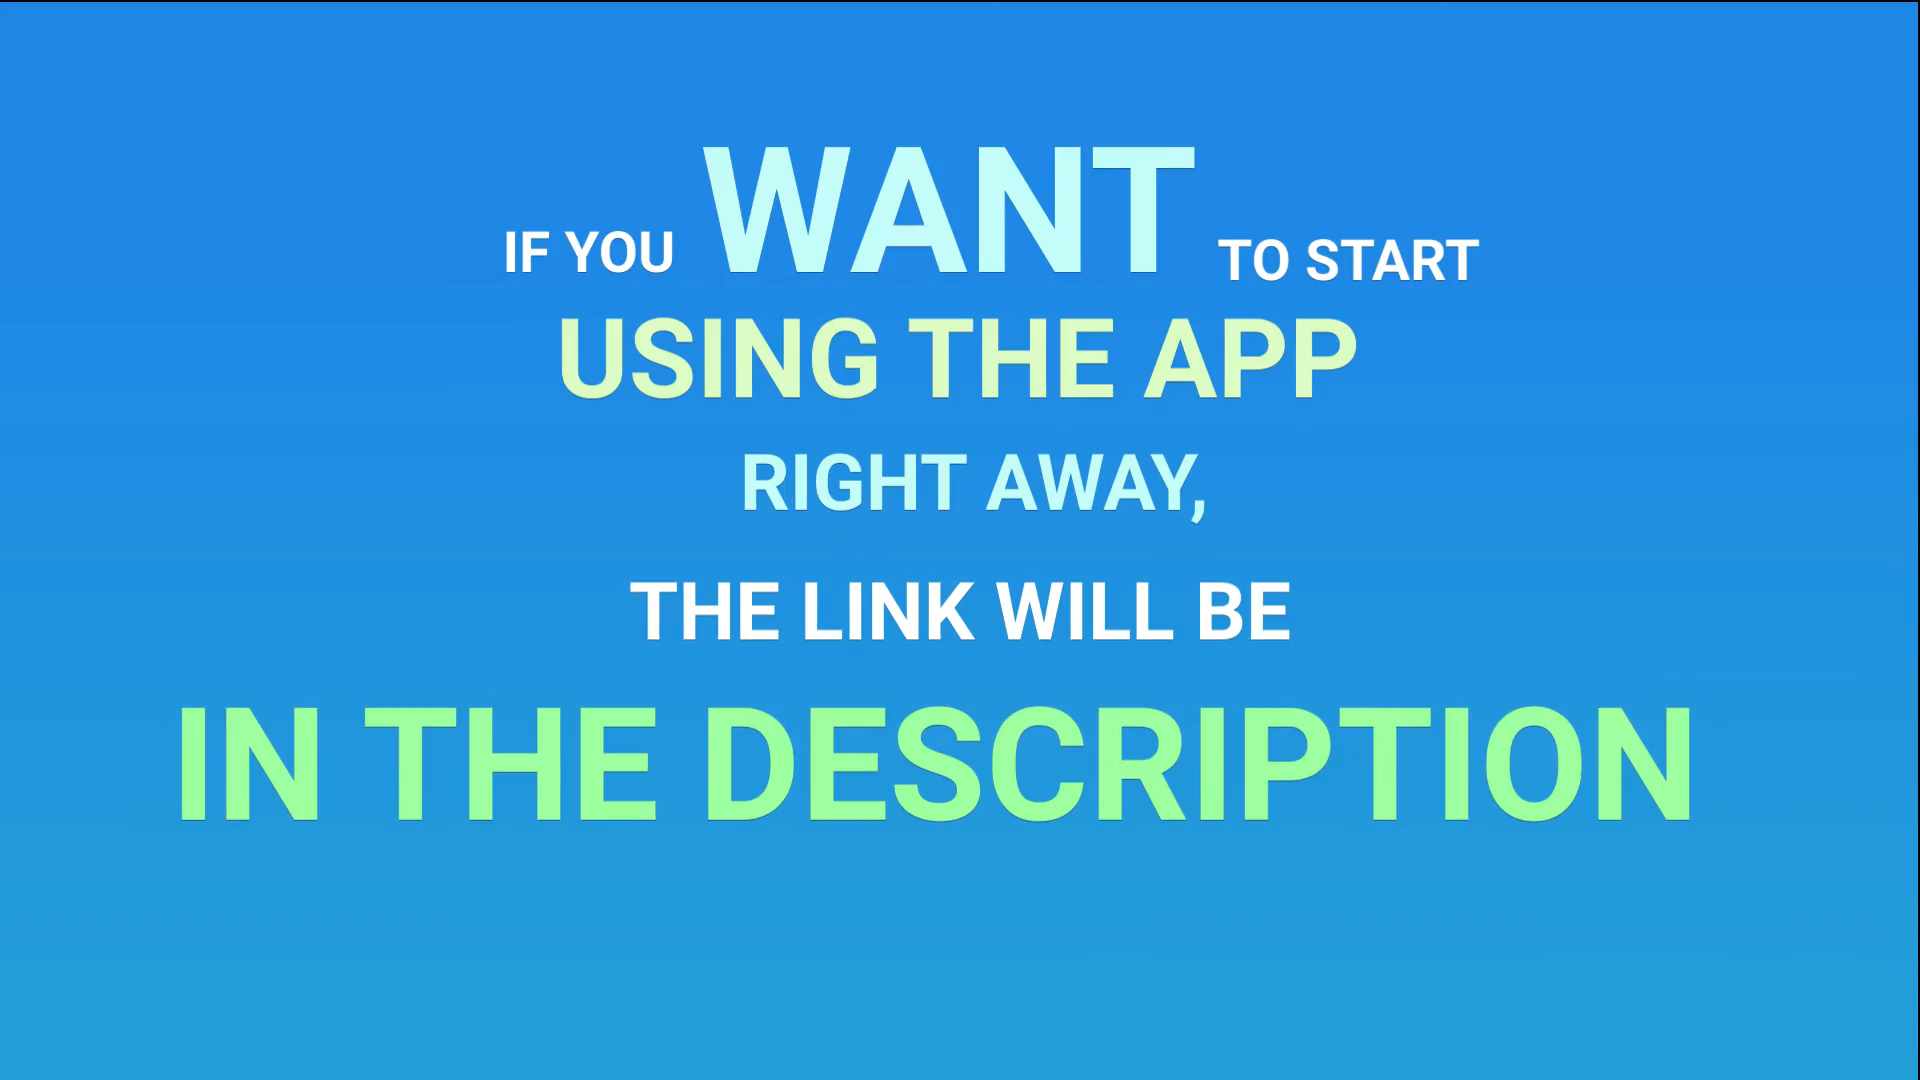 IF YOU WANT TO START
USING THE APP
RIGHT AWAY,
THE LINK WILL BE
IN THE DESCRIPTION